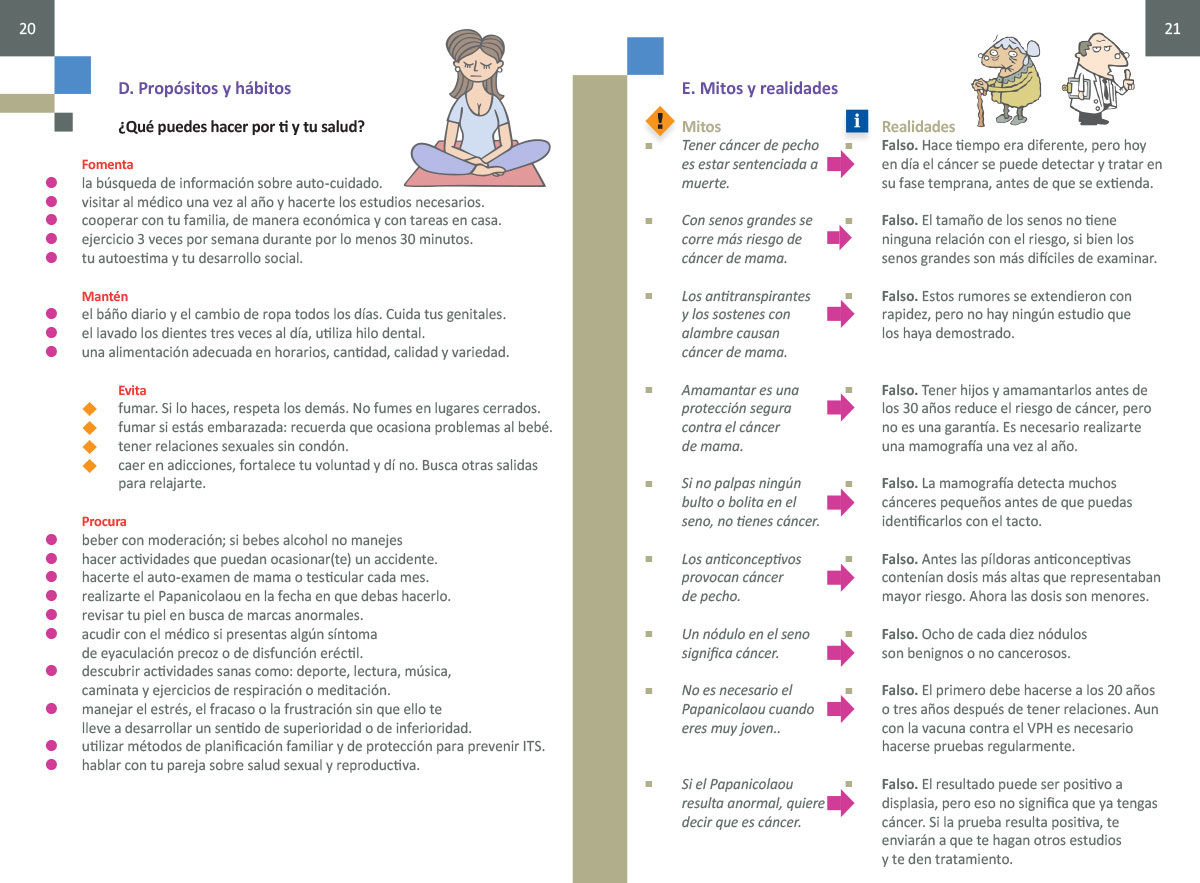 20
D. Propósitos y hábitos
¿Qué puedes hacer por ti y tu salud?
Fomenta
la búsqueda de información sobre auto-cuidado.
visitar al médico una vez al año y hacerte los estudios necesarios.
cooperar con tu familia, de manera económica y con tareas en casa.
ejercicio 3 veces por semana durante por lo menos 30 minutos.
tu autoestima y tu desarrollo social.
Mantén
el báño diario y el cambio de ropa todos los días. Cuida tus genitales.
el lavado los dientes tres veces al día, utiliza hilo dental.
una alimentación adecuada en horarios, cantidad, calidad y variedad.
Evita
fumar. Si lo haces, respeta los demás. No fumes en lugares cerrados.
fumar si estás embarazada: recuerda que ocasiona problemas al bebé.
tener relaciones sexuales sin condón.
caer en adicciones, fortalece tu voluntad y dí no. Busca otras salidas
para relajarte.
Procura
beber con moderación; si bebes alcohol no manejes
hacer actividades que puedan ocasionar(te) un accidente.
hacerte el auto-examen de mama o testicular cada mes.
realizarte el Papanicolaou en la fecha en que debas hacerlo.
revisar tu piel en busca de marcas anormales.
acudir con el médico si presentas algún síntoma
de eyaculación precoz o de disfunción eréctil.
descubrir actividades sanas como: deporte, lectura, música,
caminata y ejercicios de respiración o meditación.
manejar el estrés, el fracaso o la frustración sin que ello te
lleve a desarrollar un sentido de superioridad o de inferioridad.
utilizar métodos de planificación familiar y de protección para prevenir ITS.
hablar con tu pareja sobre salud sexual y reproductiva.
21
E. Mitos y realidades
! Mitos
i Realidades
Tener cáncer de pecho
es estar sentenciada a
muerte.
Falso. Hace tiempo era diferente, pero hoy
en día el cáncer se puede detectar y tratar en
su fase temprana, antes de que se extienda.
Con senos grandes se
corre más riesgo de
cáncer de mama.
Falso. El tamaño de los senos no tiene
ninguna relación con el riesgo, si bien los
senos grandes son más difíciles de examinar.
Los antitranspirantes
y los sostenes con
alambre causan
cáncer de mama.
Falso. Estos rumores se extendieron con
rapidez, pero no hay ningún estudio que
los haya demostrado.
Amamantar es una
protección segura
contra el cáncer
de mama.
Falso. Tener hijos y amamantarlos antes de
los 30 años reduce el riesgo de cáncer, pero
no es una garantía. Es necesario realizarte
una mamografía una vez al año.
Si no palpas ningún
bulto o bolita en el
seno, no tienes cáncer.
Falso. La mamografía detecta muchos
cánceres pequeños antes de que puedas
identificarlos con el tacto.
Los anticonceptivos
provocan cáncer
de pecho.
Falso. Antes las píldoras anticonceptivas
contenían dosis más altas que representaban
mayor riesgo. Ahora las dosis son menores.
Un nódulo en el seno
significa cáncer.
Falso. Ocho de cada diez nódulos
son benignos o no cancerosos.
No es necesario el
Papanicolaou cuando
eres muy joven..
Falso. El primero debe hacerse a los 20 años
o tres años después de tener relaciones. Aun
con la vacuna contra el VPH es necesario
hacerse pruebas regularmente.
Si el Papanicolaou
resulta anormal, quiere
decir que es cáncer.
Falso. El resultado puede ser positivo a
displasia, pero eso no significa que ya tengas
cáncer. Si la prueba resulta positiva, te
enviarán a que te hagan otros estudios
y te den tratamiento.